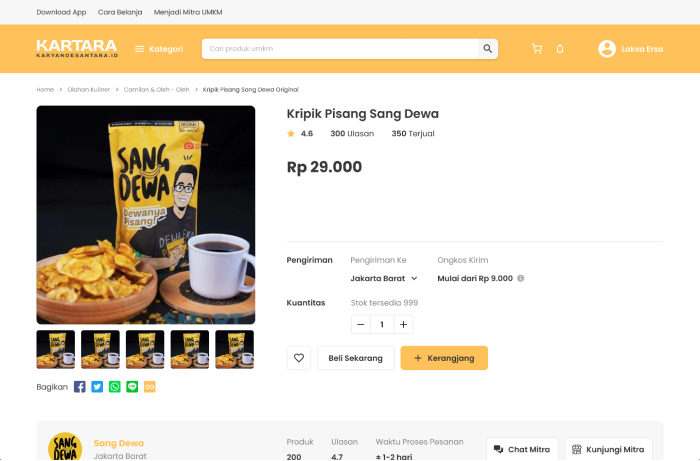 Download App Cara Belanja Menjadi Mitra UMKM
KARTARA
KARYANOESANTARA.ID
Kategori
Cari produk umkm
Laksa Ersa
Home > Olahan Kuliner > Camilan & Oleh - Oleh > Kripik Pisang Sang Dewa Original
SANG
DEWA
Dewanya
Pisang!
Kripik Pisang Sang Dewa
4.6 300 Ulasan 350 Terjual
Rp 29.000
Pengiriman Pengiriman Ke Ongkos Kirim
Jakarta Barat Mulai dari Rp 9.000
Kuantitas Stok tersedia 999
− 1 +
Beli Sekarang + Kerangjang
Bagikan
SANG
DEWA
Sang Dewa
Jakarta Barat
Produk Ulasan Waktu Proses Pesanan
200 4.7 ± 1-2 hari
Chat Mitra Kunjungi Mitra